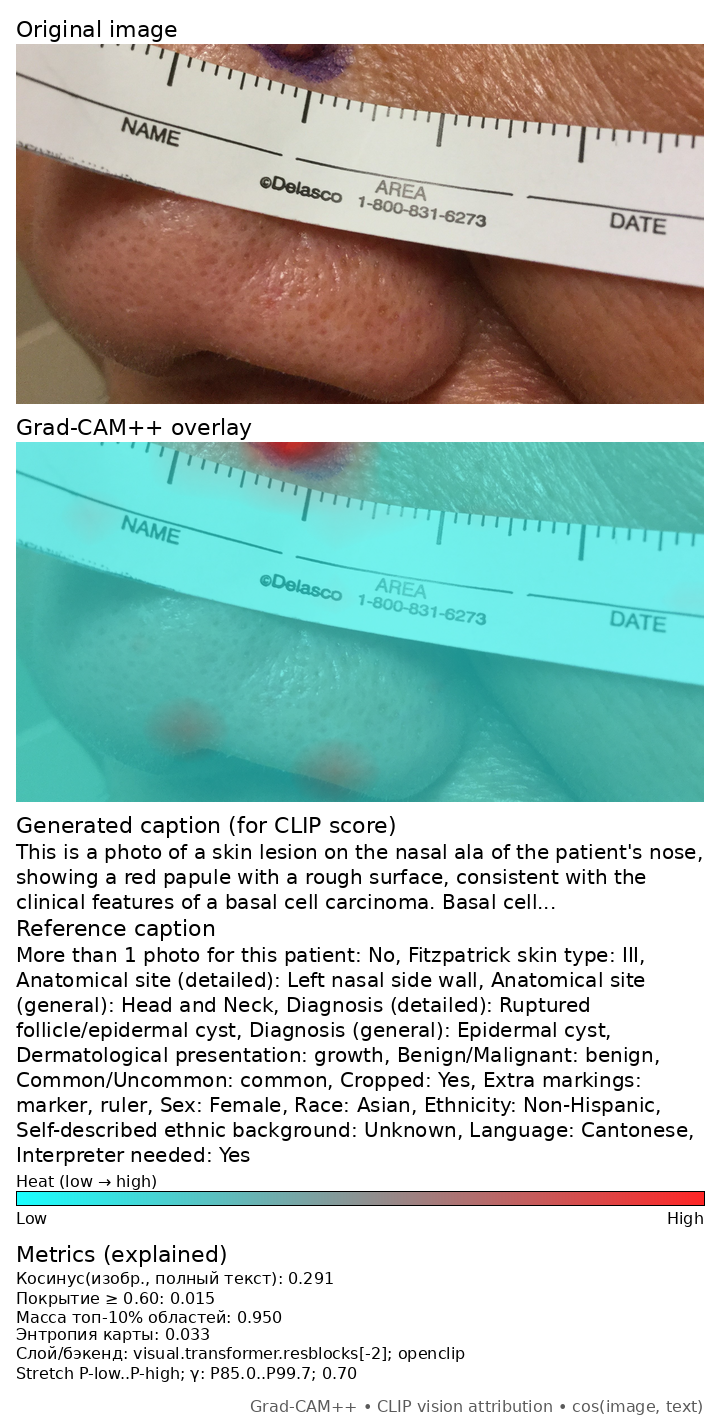 Original image
NAME
©Delasco
AREA
1-800-831-6273
DATE
Grad-CAM++ overlay
NAME
©Delasco
AREA
1-800-831-6273
DATE
Generated caption (for CLIP score)
This is a photo of a skin lesion on the nasal ala of the patient's nose,
showing a red papule with a rough surface, consistent with the
clinical features of a basal cell carcinoma. Basal cell...
Reference caption
More than 1 photo for this patient: No, Fitzpatrick skin type: III,
Anatomical site (detailed): Left nasal side wall, Anatomical site
(general): Head and Neck, Diagnosis (detailed): Ruptured
follicle/epidermal cyst, Diagnosis (general): Epidermal cyst,
Dermatological presentation: growth, Benign/Malignant: benign,
Common/Uncommon: common, Cropped: Yes, Extra markings:
marker, ruler, Sex: Female, Race: Asian, Ethnicity: Non-Hispanic,
Self-described ethnic background: Unknown, Language: Cantonese,
Interpreter needed: Yes
Heat (low → high)
Low High
Metrics (explained)
Косинус(изобр., полный текст): 0.291
Покрытие ≥ 0.60: 0.015
Масса топ-10% областей: 0.950
Энтропия карты: 0.033
Слой/бэкенд: visual.transformer.resblocks[-2]; openclip
Stretch P-low..P-high; γ: P85.0..P99.7; 0.70
Grad-CAM++ • CLIP vision attribution • cos(image, text)